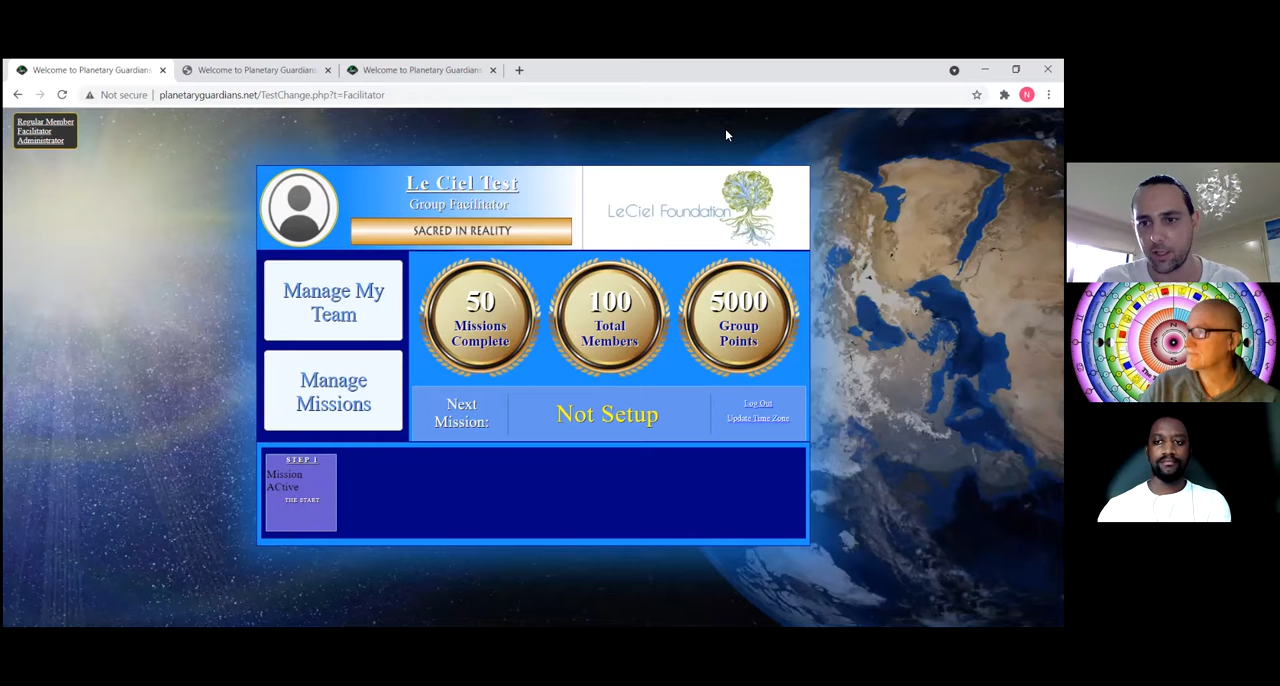 Welcome to Planetary Guardians
Welcome to Planetary Guardians
Welcome to Planetary Guardians
Not secure
planetaryguardians.net/TestChange.php?t=Facilitator
N
Regular Member
Facilitator
Administrator
Le Ciel Test
Group Facilitator
SACRED IN REALITY
LeCiel Foundation
Manage My
Team
50
Missions
Complete
100
Total
Members
5000
Group
Points
Manage
Missions
Next
Mission:
Not Setup
Log Out
Update Time Zone
STEP 1
Mission
ACtive
THE START